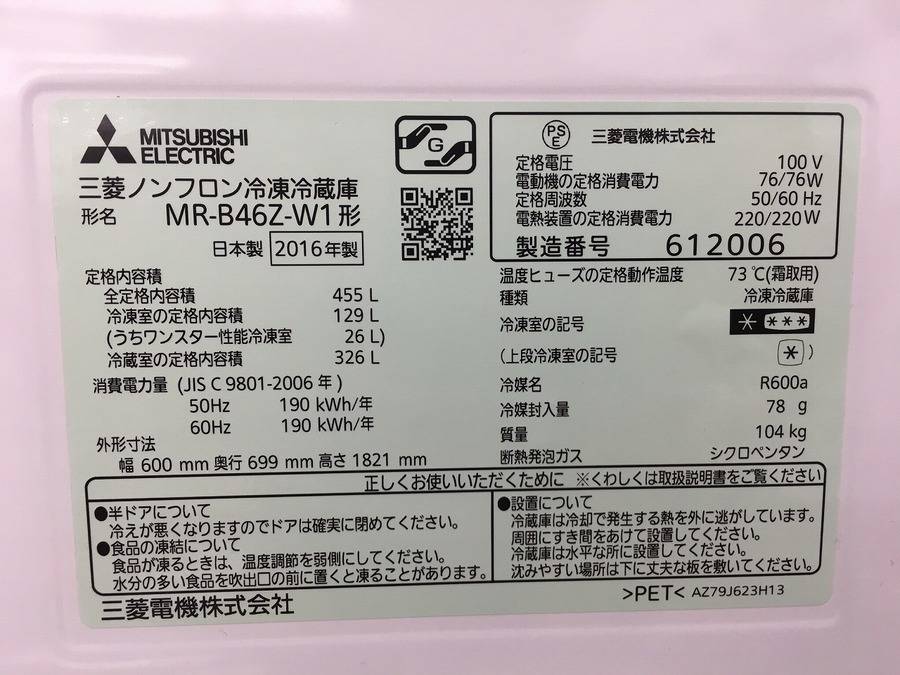 MITSUBISHI
ELECTRIC
G
三菱ノンフロン冷凍冷蔵庫
形名 MR-B46Z-W1形
日本製 2016年製
PS
E
三菱電機株式会社
定格電圧 100 V
電動機の定格消費電力 76/76W
定格周波数 50/60 Hz
電熱装置の定格消費電力 220/220W
製造番号 612006
定格内容積
全定格内容積 455 L
冷凍室の定格内容積 129 L
(うちワンスター性能冷凍室 26 L)
冷蔵室の定格内容積 326 L
消費電力量 (JIS C 9801-2006年)
50Hz 190 kWh/年
60Hz 190 kWh/年
外形寸法
幅 600 mm 奥行 699 mm 高さ 1821 mm
温度ヒューズの定格動作温度 73℃(霜取用)
種類 冷凍冷蔵庫
冷凍室の記号 * ***
(上段冷凍室の記号 * )
冷媒名 R600a
冷媒封入量 78 g
質量 104 kg
断熱発泡ガス シクロペンタン
正しくお使いいただくために ※くわしくは取扱説明書をご覧ください
●半ドアについて
冷えが悪くなりますのでドアは確実に閉めてください。
●食品の凍結について
食品が凍るときは、温度調節を弱側にしてください。
水分の多い食品を吹出口の前に置くと凍ることがあります。
●設置について
冷蔵庫は冷却で発生する熱を外に逃がしています。
周囲にすき間をあけて設置してください。
冷蔵庫は水平な所に設置してください。
沈みやすい場所は下に丈夫な板を敷いてください。
三菱電機株式会社
>PET< AZ79J623H13